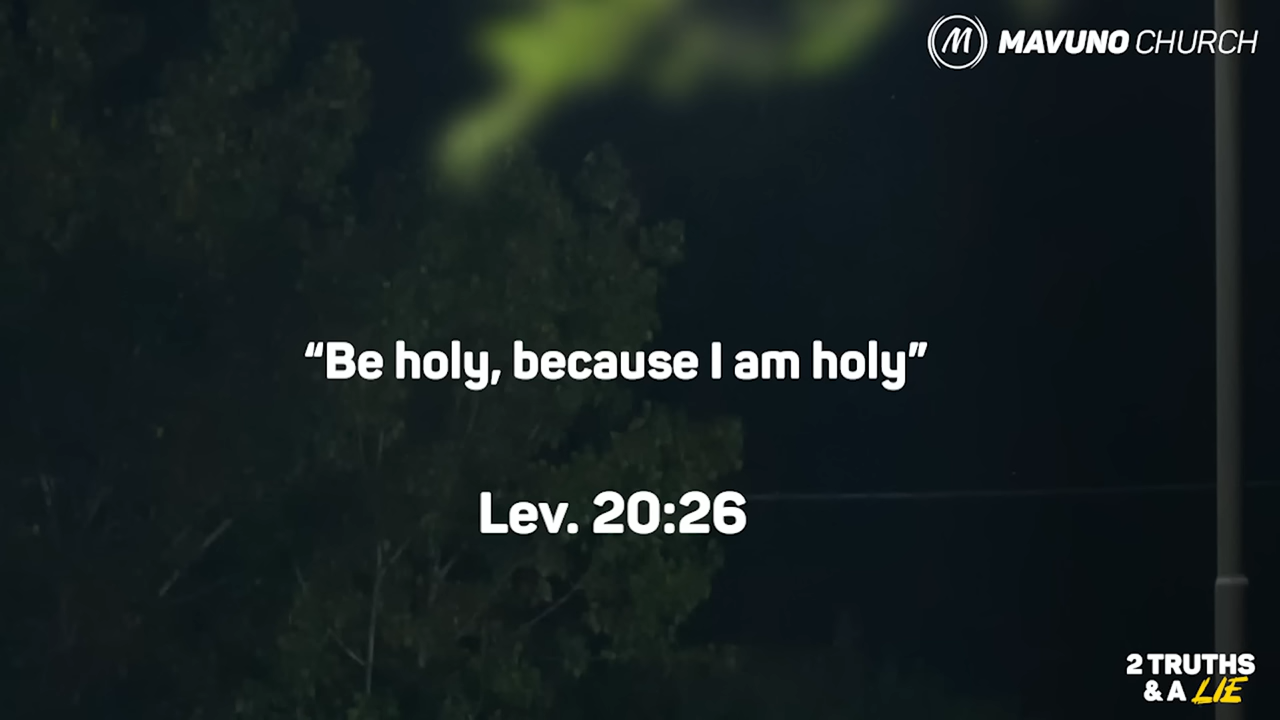 MAVUNO CHURCH
“Be holy, because I am holy”
Lev. 20:26
2 TRUTHS
& A LIE